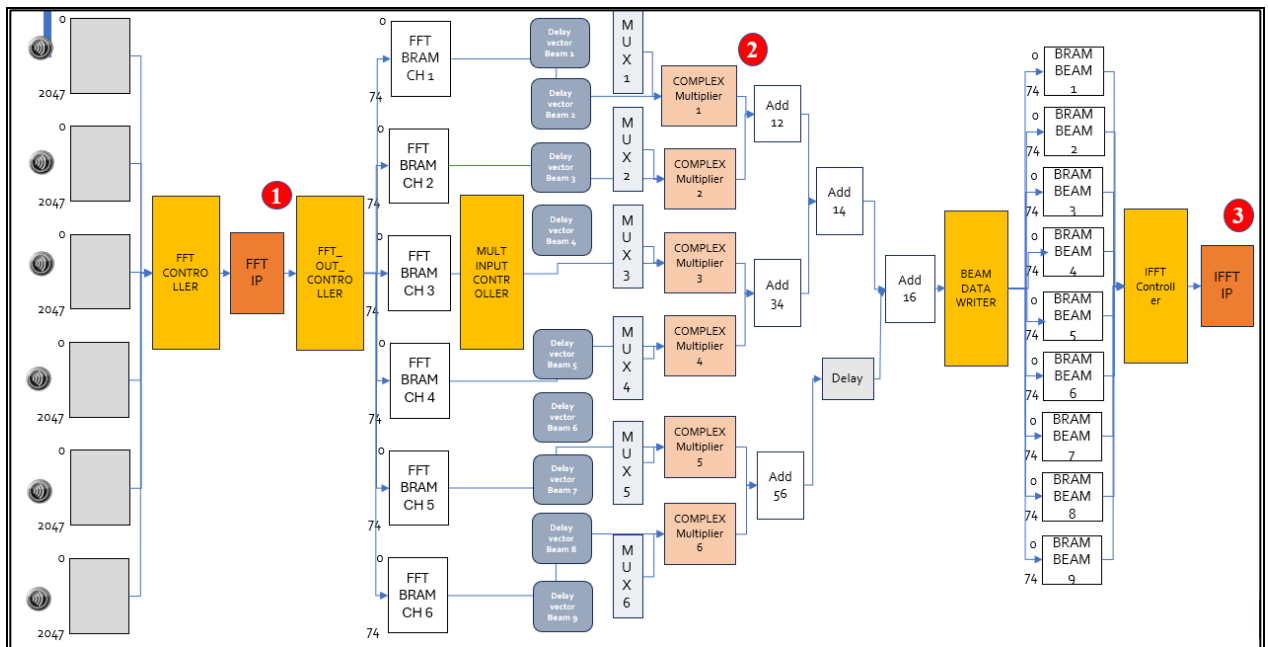 0
2047
0
2047
0
2047
0
2047
0
2047
0
2047
FFT
CONTRO
LLER
FFT
IP
1
FFT_
OUT_
CONTRO
LLER
0
FFT
BRAM
CH 1
74
0
FFT
BRAM
CH 2
74
0
FFT
BRAM
CH 3
74
0
FFT
BRAM
CH 4
74
FFT
BRAM
CH 5
74
0
FFT
BRAM
CH 6
74
MULT
INPUT
CONTR
OLLER
Delay
vector
Beam 1
Delay
vector
Beam 2
Delay
vector
Beam 3
Delay
vector
Beam 4
Delay
vector
Beam 5
Delay
vector
Beam 6
Delay
vector
Beam 7
Delay
vector
Beam 8
Delay
vector
Beam 9
M
U
X
1
M
U
X
2
M
U
X
3
M
U
X
4
M
U
X
5
M
U
X
6
2
COMPLEX
Multiplier
1
COMPLEX
Multiplier
2
COMPLEX
Multiplier
3
COMPLEX
Multiplier
4
COMPLEX
Multiplier
5
COMPLEX
Multiplier
6
Add
12
Add
34
Add
56
Add
14
Delay
Add
16
BEAM
DATA
WRITER
0
BRAM
BEAM
1
74
0
BRAM
BEAM
2
74
0
BRAM
BEAM
3
74
0
BRAM
BEAM
4
74
0
BRAM
BEAM
5
74
0
BRAM
BEAM
6
74
0
BRAM
BEAM
7
74
0
BRAM
BEAM
8
74
0
BRAM
BEAM
9
74
IFFT
Controll
er
3
IFFT
IP